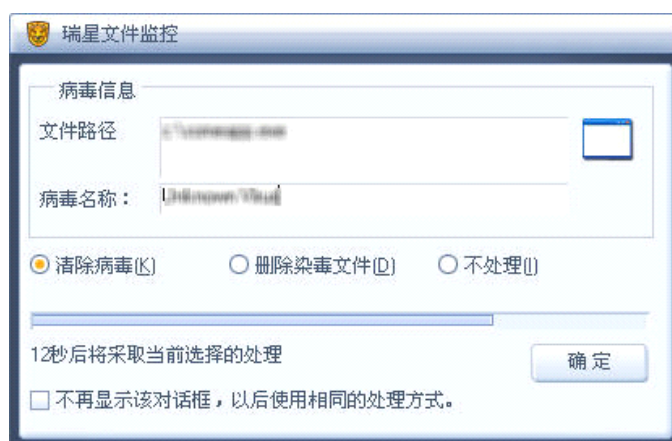 瑞星文件监控
病毒信息
文件路径
病毒名称：
清除病毒(K) 删除染毒文件(D) 不处理(I)
12秒后将采取当前选择的处理
确定
不再显示该对话框，以后使用相同的处理方式。